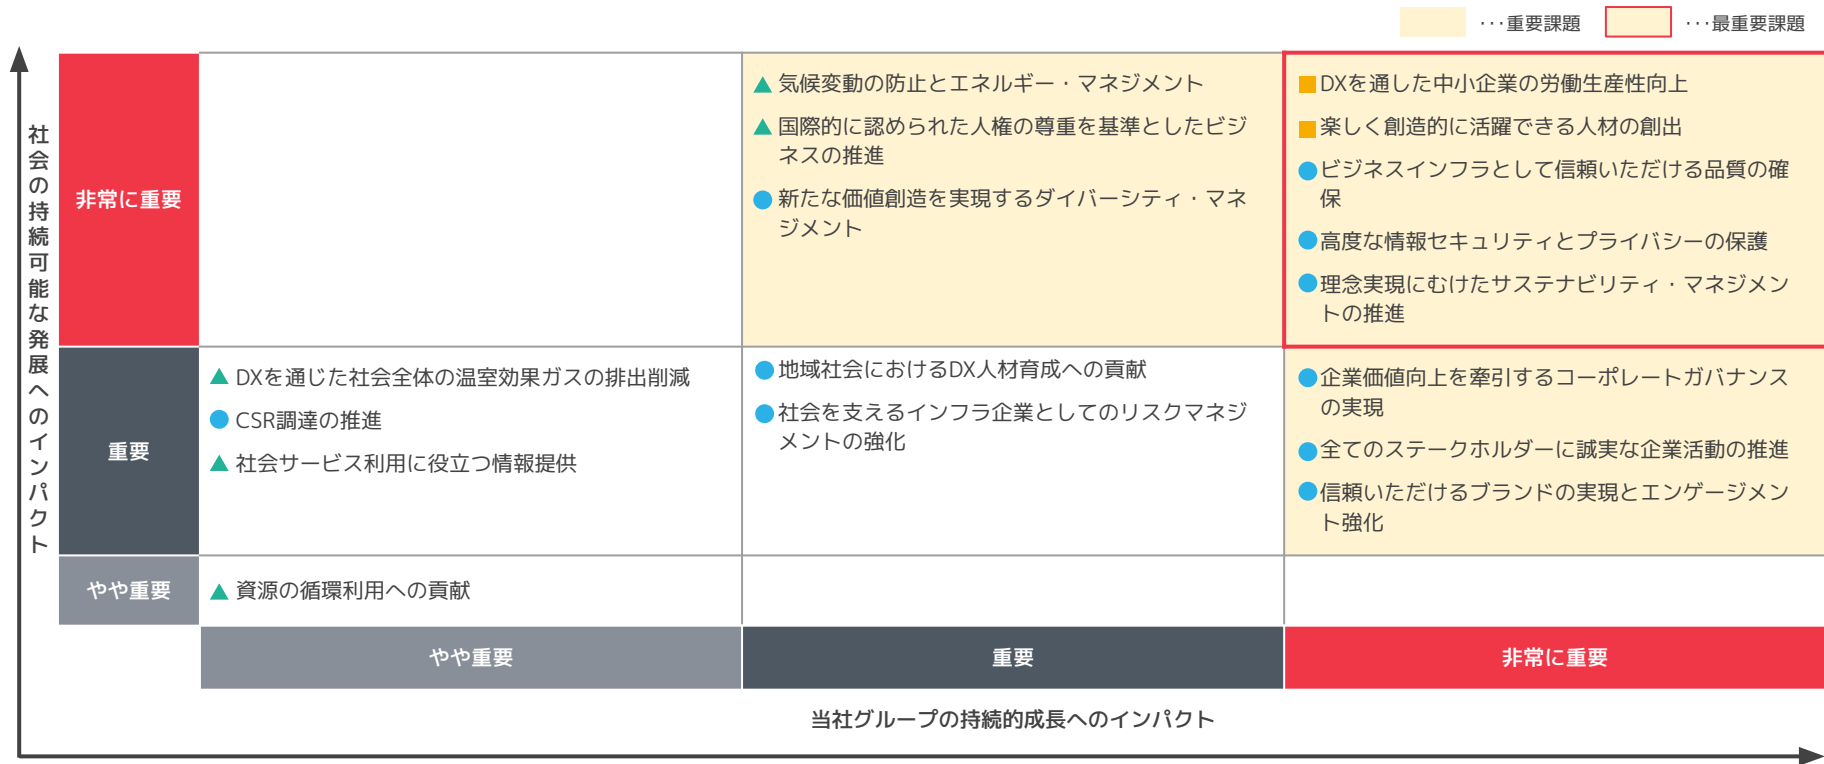 ･･･重要課題
･･･最重要課題
社会の持続可能な発展へのインパクト
非常に重要
気候変動の防止とエネルギー・マネジメント
国際的に認められた人権の尊重を基準としたビジ
ネスの推進
新たな価値創造を実現するダイバーシティ・マネ
ジメント
DXを通した中小企業の労働生産性向上
楽しく創造的に活躍できる人材の創出
ビジネスインフラとして信頼いただける品質の確
保
高度な情報セキュリティとプライバシーの保護
理念実現にむけたサステナビリティ・マネジメン
トの推進
重要
DXを通じた社会全体の温室効果ガスの排出削減
CSR調達の推進
社会サービス利用に役立つ情報提供
地域社会におけるDX人材育成への貢献
社会を支えるインフラ企業としてのリスクマネジ
メントの強化
企業価値向上を牽引するコーポレートガバナンス
の実現
全てのステークホルダーに誠実な企業活動の推進
信頼いただけるブランドの実現とエンゲージメン
ト強化
やや重要
資源の循環利用への貢献
やや重要
重要
非常に重要
当社グループの持続的成長へのインパクト